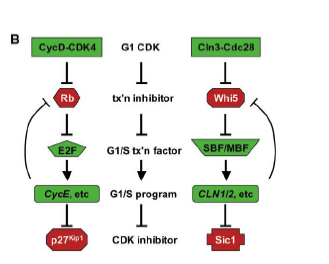 B
CycD-CDK4 G1 CDK Cln3-Cdc28
Rb tx'n inhibitor Whi5
E2F G1/S tx'n factor SBF/MBF
CycE, etc G1/S program CLN1/2, etc
p27Kip1 CDK inhibitor Sic1